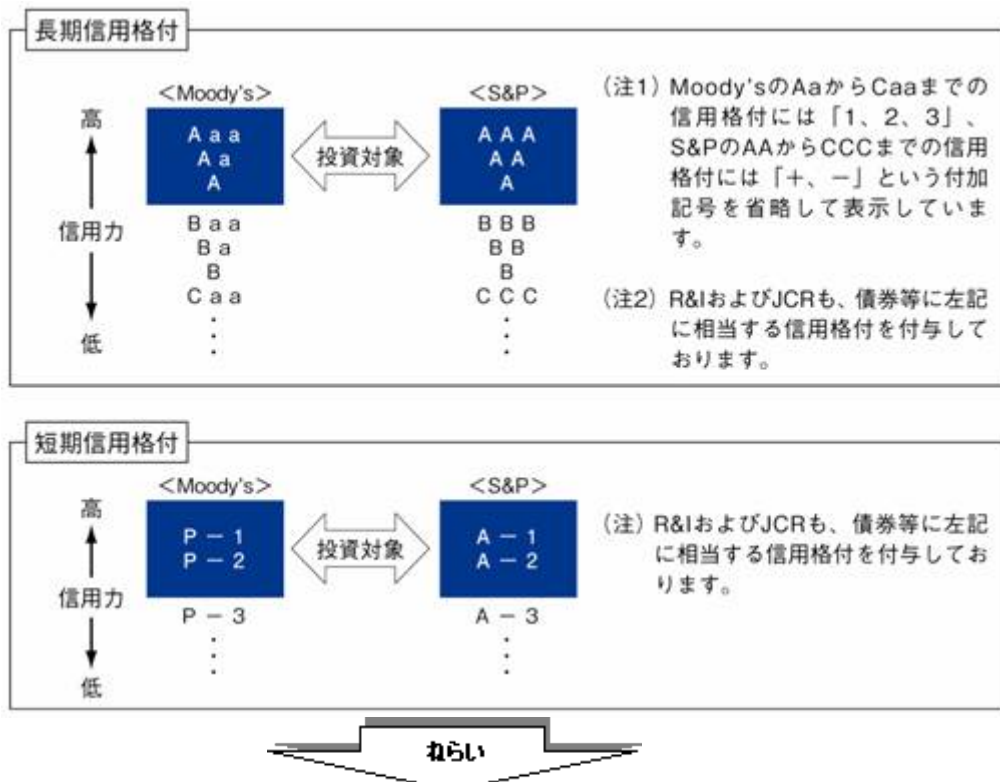 長期信用格付
<Moody's>
<S&P>
高
信用力
低
Aaa
Aa
A
投資対象
AAA
AA
A
Baa
Ba
B
Caa
・
・
・
BBB
BB
B
CCC
・
・
・
(注1) Moody'sのAaからCaaまでの
信用格付には「1、2、3」、
S&PのAAからCCCまでの信用
格付には「+、-」という付加
記号を省略して表示していま
す。
(注2) R&IおよびJCRも、債券等に左記
に相当する信用格付を付与して
おります。
短期信用格付
<Moody's>
<S&P>
高
信用力
低
P-1
P-2
投資対象
A-1
A-2
P-3
・
・
・
A-3
・
・
・
(注) R&IおよびJCRも、債券等に左記
に相当する信用格付を付与してお
ります。
ねらい